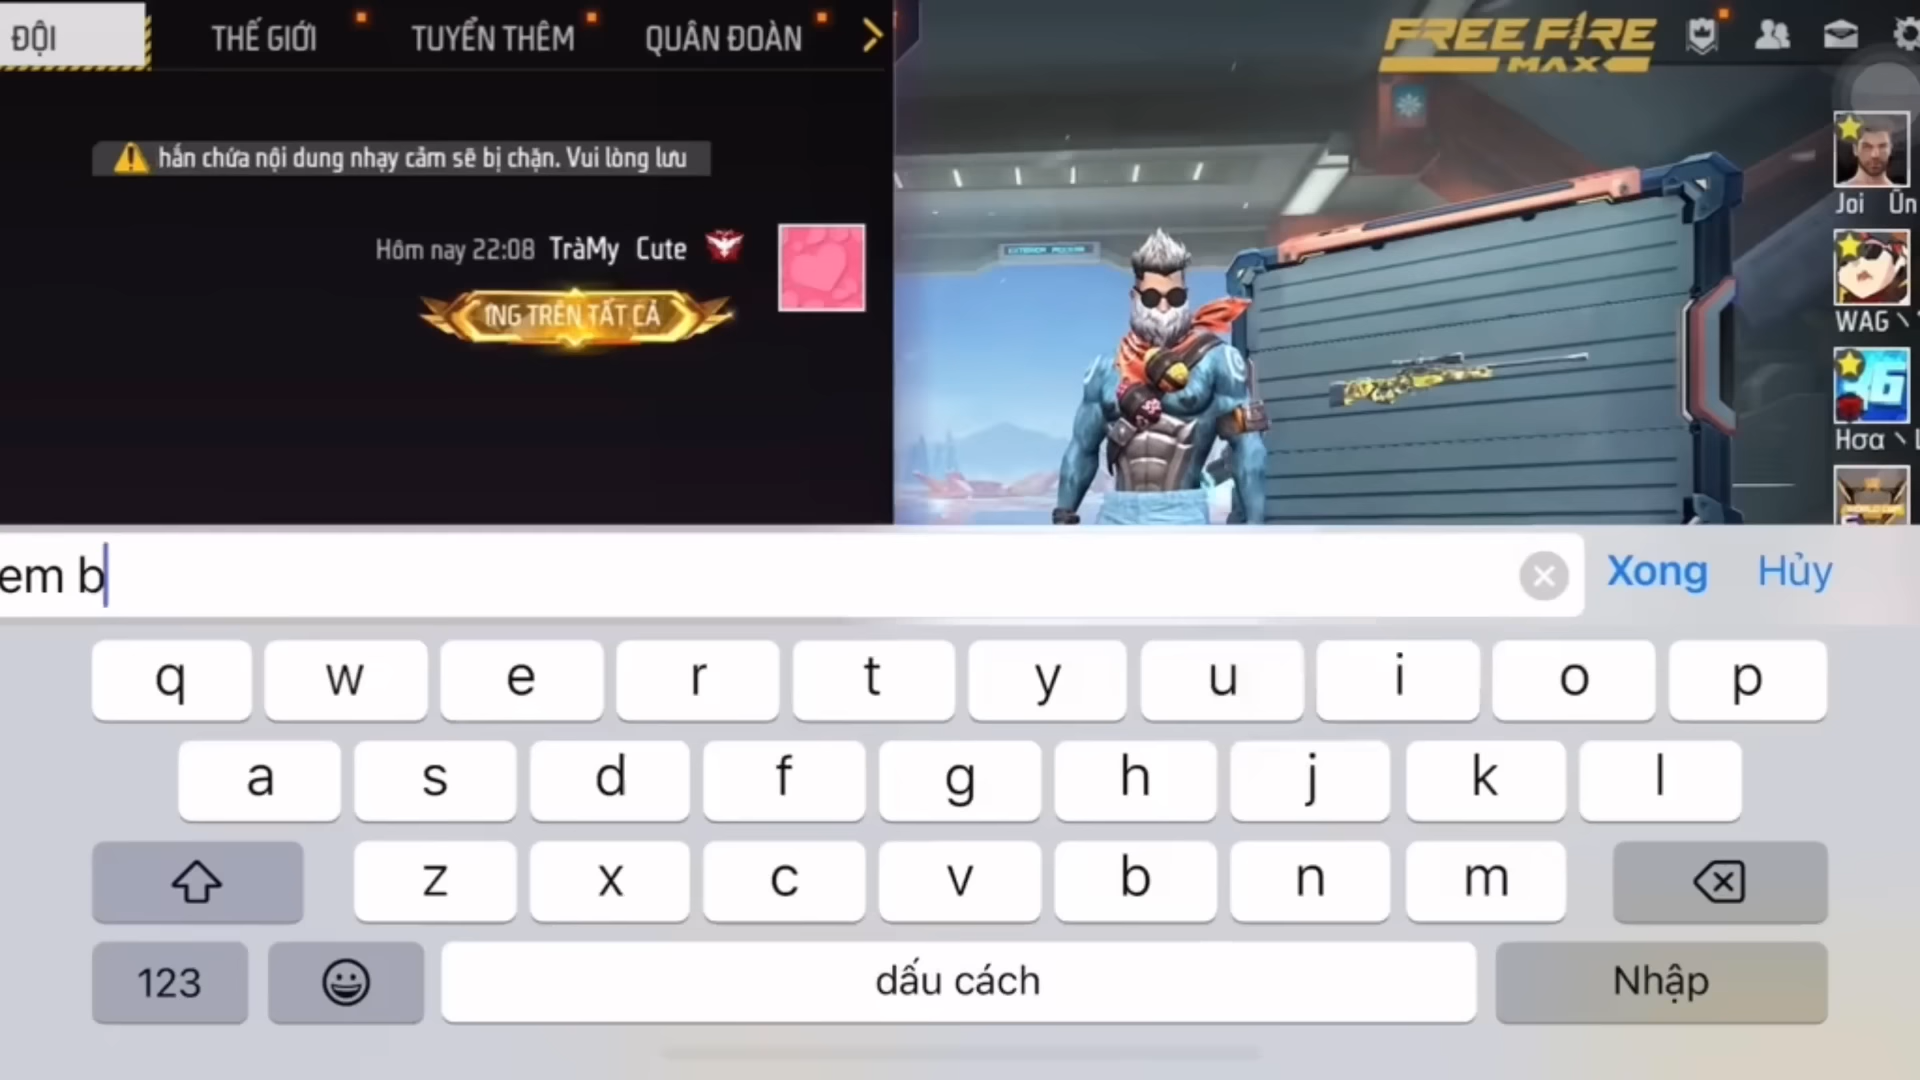 ĐỘI THẾ GIỚI TUYỂN THÊM QUÂN ĐOÀN
FREE FIRE
MAX
hắn chứa nội dung nhạy cảm sẽ bị chặn. Vui lòng lưu
Hôm nay 22:08 TràMy Cute
NG TRÊN TẤT CẢ
Joi
WAG
Hơα
em b
Xong Hủy
q w e r t y u i o p
a s d f g h j k l
z x c v b n m
123 dấu cách Nhập